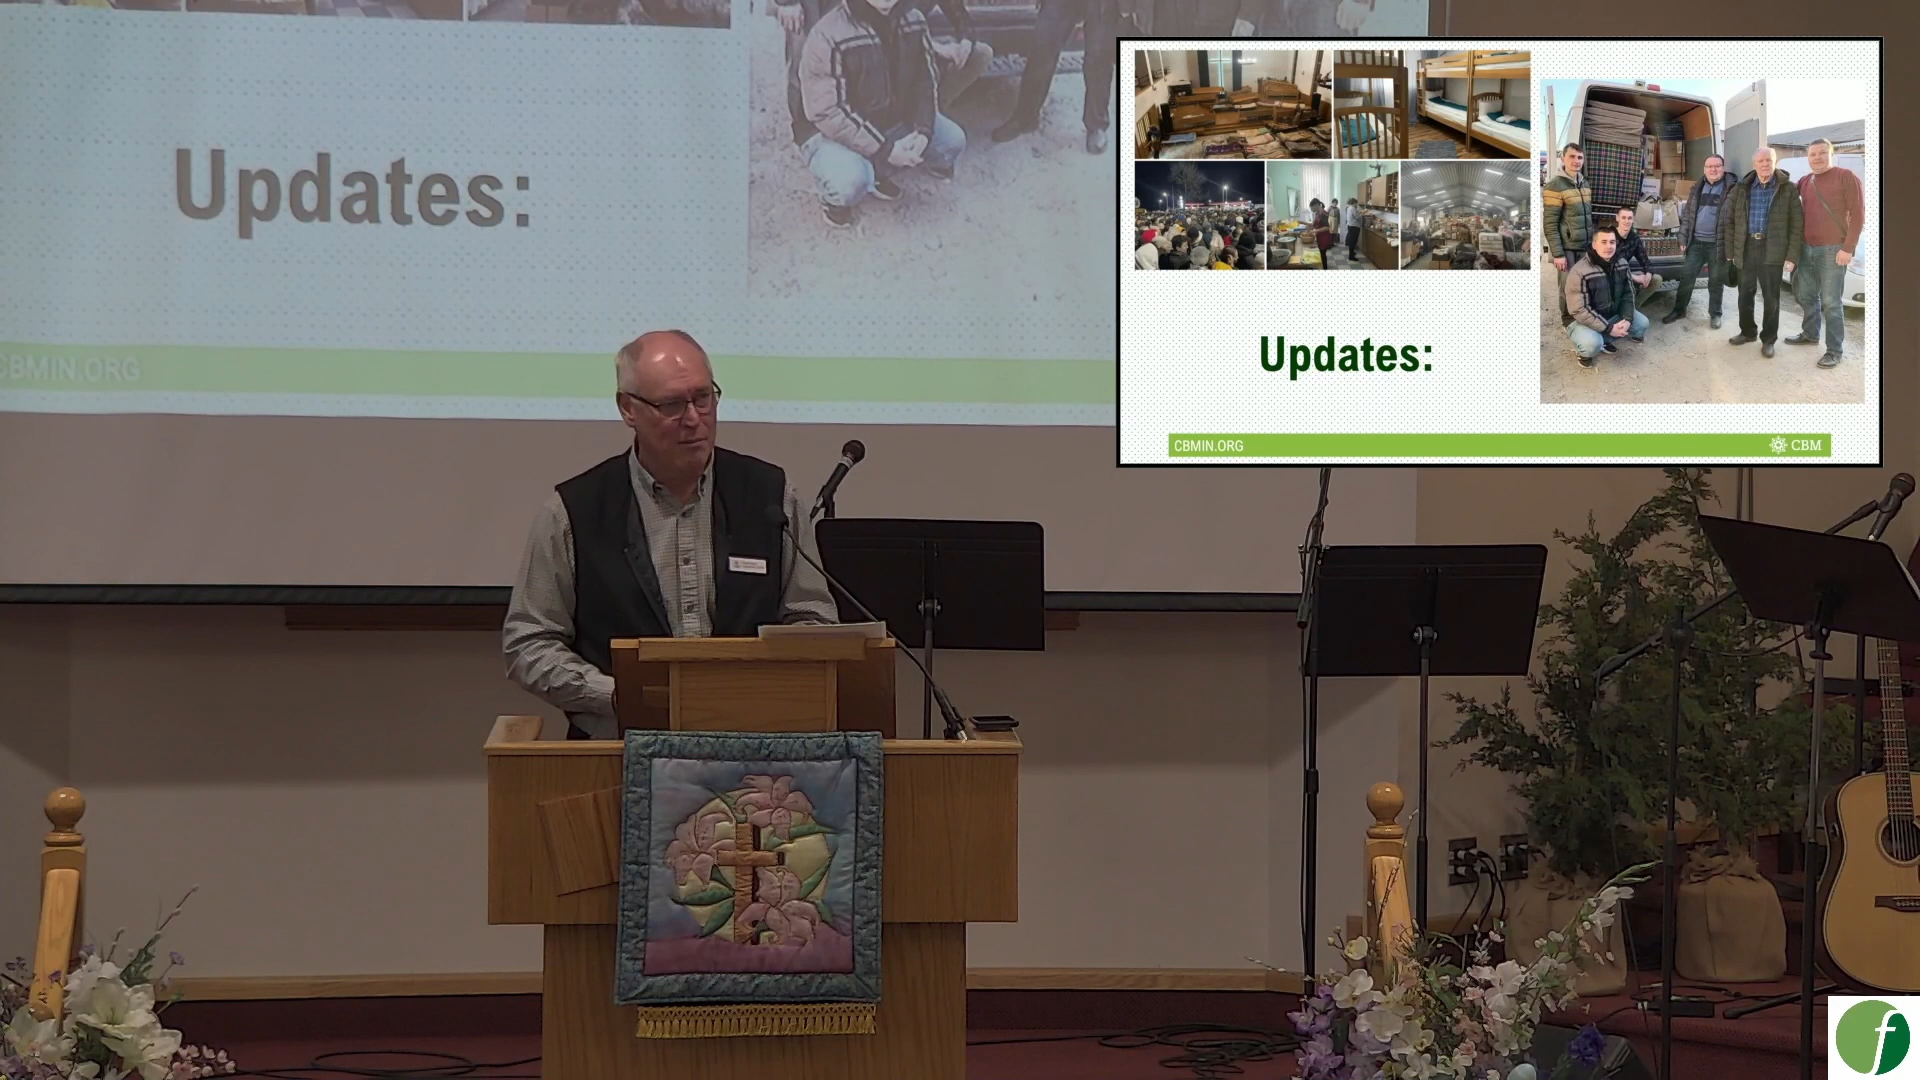 Updates:
CBMIN.ORG
Updates:
CBMIN.ORG
CBM
f